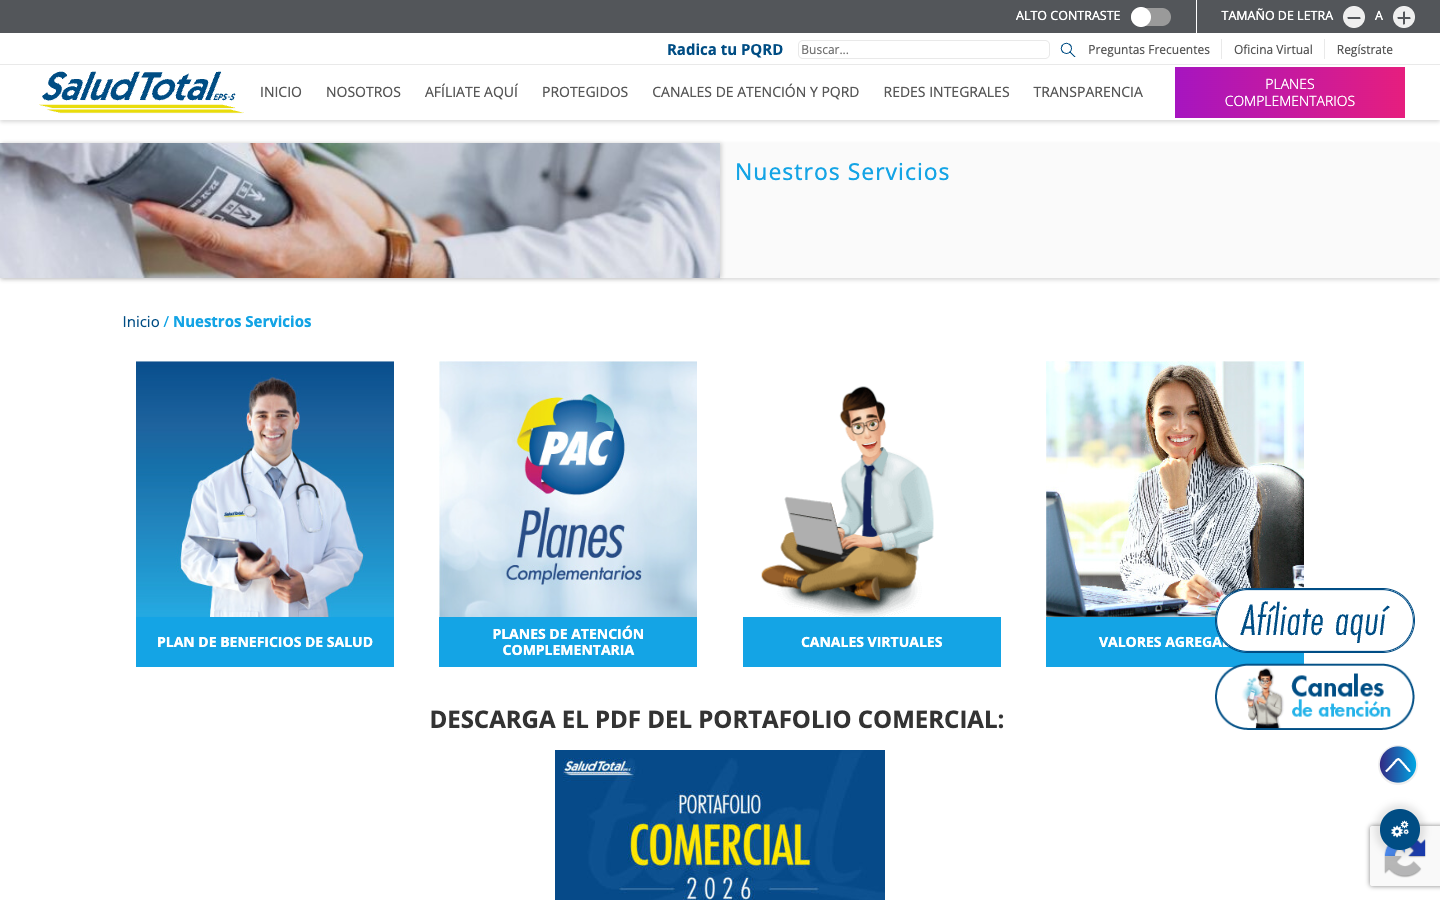 ALTO CONTRASTE
TAMAÑO DE LETRA
A
Radica tu PQRD
Buscar...
Preguntas Frecuentes
Oficina Virtual
Regístrate
SaludTotal EPS-S
INICIO
NOSOTROS
AFÍLIATE AQUÍ
PROTEGIDOS
CANALES DE ATENCIÓN Y PQRD
REDES INTEGRALES
TRANSPARENCIA
PLANES
COMPLEMENTARIOS
Nuestros Servicios
Inicio / Nuestros Servicios
PAC
Planes
Complementarios
PLAN DE BENEFICIOS DE SALUD
PLANES DE ATENCIÓN
COMPLEMENTARIA
CANALES VIRTUALES
VALORES AGREGA
Afíliate aquí
Canales
de atención
DESCARGA EL PDF DEL PORTAFOLIO COMERCIAL:
SaludTotal
PORTAFOLIO
COMERCIAL
2026